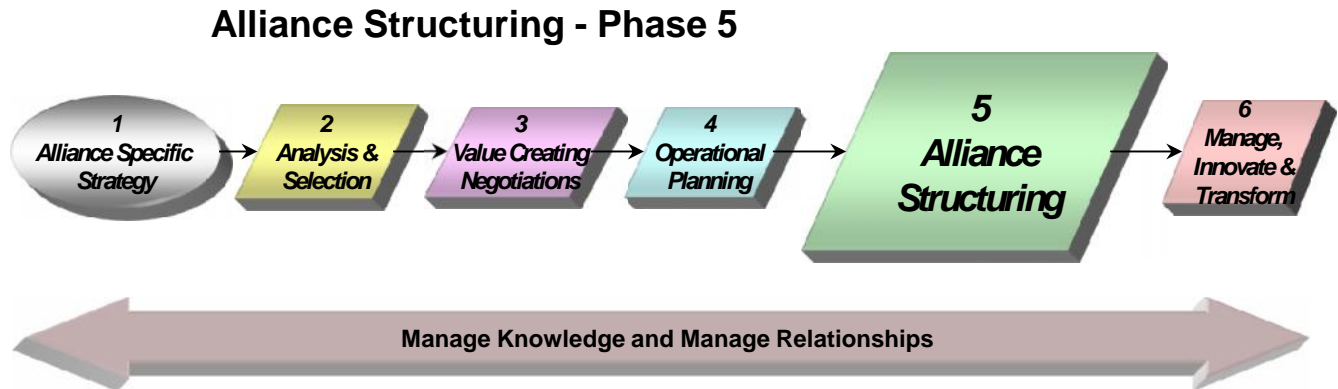 Alliance Structuring - Phase 5
1
Alliance Specific
Strategy
2
Analysis &
Selection
3
Value Creating
Negotiations
4
Operational
Planning
5
Alliance
Structuring
6
Manage,
Innovate &
Transform
Manage Knowledge and Manage Relationships